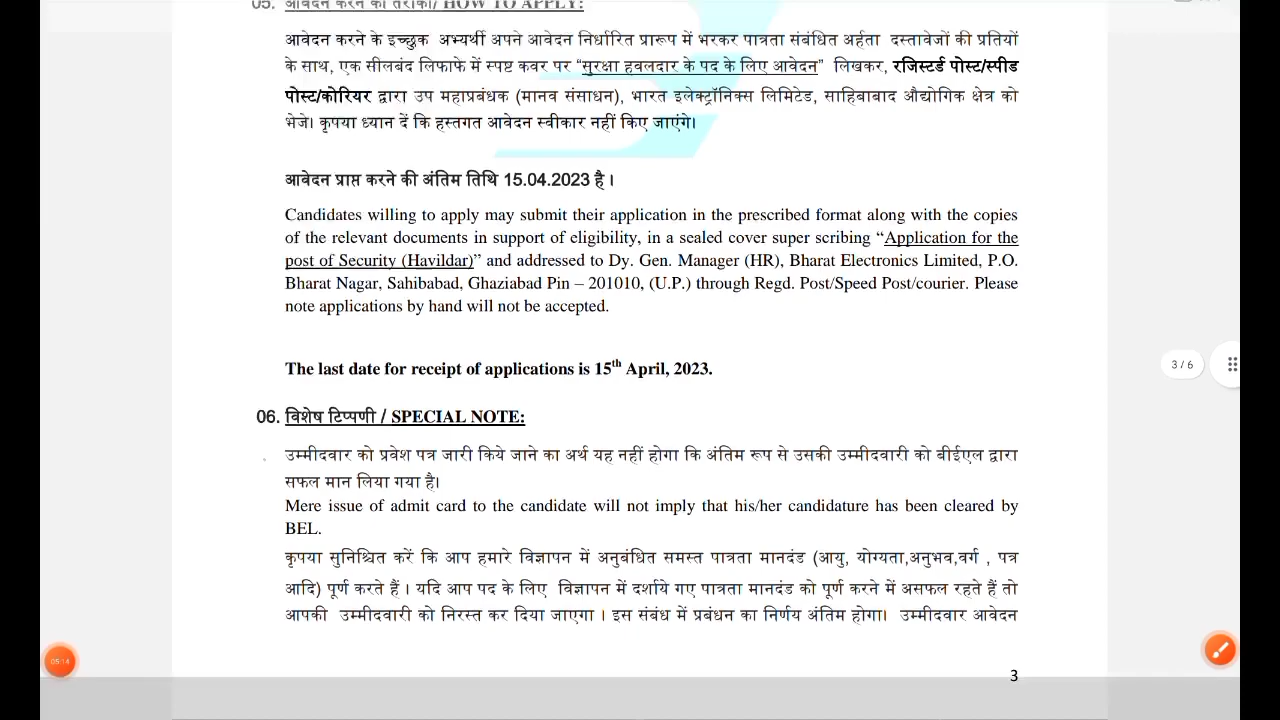 05. आवेदन करने का तरीका/ HOW TO APPLY:
आवेदन करने के इच्छुक अभ्यर्थी अपने आवेदन निर्धारित प्रारूप में भरकर पात्रता संबंधित अर्हता दस्तावेजों की प्रतियों
के साथ, एक सीलबंद लिफाफे में स्पष्ट कवर पर “सुरक्षा हवलदार के पद के लिए आवेदन” लिखकर, रजिस्टर्ड पोस्ट/स्पीड
पोस्ट/कोरियर द्वारा उप महाप्रबंधक (मानव संसाधन), भारत इलेक्ट्रॉनिक्स लिमिटेड, साहिबाबाद औद्योगिक क्षेत्र को
भेजे। कृपया ध्यान दें कि हस्तगत आवेदन स्वीकार नहीं किए जाएंगे।
आवेदन प्राप्त करने की अंतिम तिथि 15.04.2023 है ।
Candidates willing to apply may submit their application in the prescribed format along with the copies
of the relevant documents in support of eligibility, in a sealed cover super scribing “Application for the
post of Security (Havildar)” and addressed to Dy. Gen. Manager (HR), Bharat Electronics Limited, P.O.
Bharat Nagar, Sahibabad, Ghaziabad Pin – 201010, (U.P.) through Regd. Post/Speed Post/courier. Please
note applications by hand will not be accepted.
The last date for receipt of applications is 15th April, 2023.
3 / 6
06. विशेष टिप्पणी / SPECIAL NOTE:
उम्मीदवार को प्रवेश पत्र जारी किये जाने का अर्थ यह नहीं होगा कि अंतिम रूप से उसकी उम्मीदवारी को बीईएल द्वारा
सफल मान लिया गया है।
Mere issue of admit card to the candidate will not imply that his/her candidature has been cleared by
BEL.
कृपया सुनिश्चित करें कि आप हमारे विज्ञापन में अनुबंधित समस्त पात्रता मानदंड (आयु, योग्यता,अनुभव,वर्ग , पत्र
आदि) पूर्ण करते हैं । यदि आप पद के लिए विज्ञापन में दर्शाये गए पात्रता मानदंड को पूर्ण करने में असफल रहते हैं तो
आपकी उम्मीदवारी को निरस्त कर दिया जाएगा । इस संबंध में प्रबंधन का निर्णय अंतिम होगा। उम्मीदवार आवेदन
05:14
3